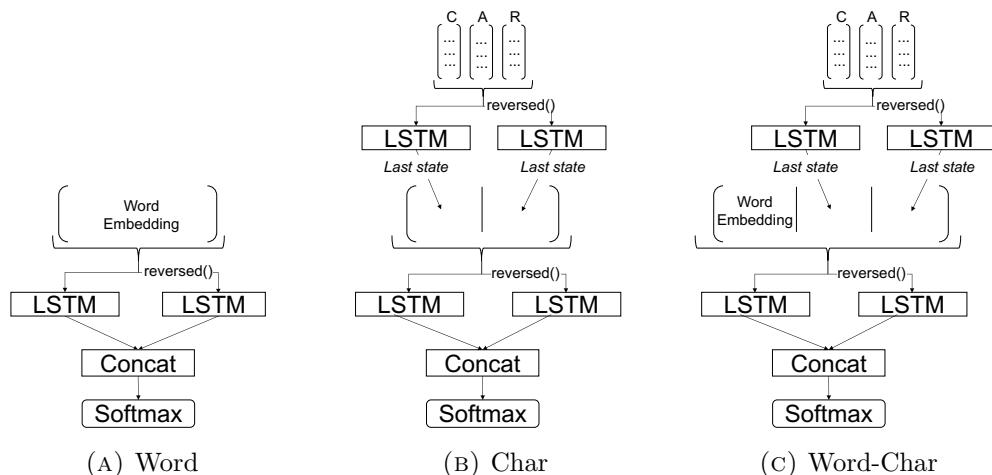 C A R
... ... ...
... ... ...
... ... ...
C A R
... ... ...
... ... ...
... ... ...
reversed()
reversed()
LSTM LSTM
LSTM LSTM
Last state Last state
Last state Last state
Word
Embedding
Word
Embedding
reversed()
reversed()
reversed()
LSTM LSTM
LSTM LSTM
LSTM LSTM
Concat
Concat
Concat
Softmax
Softmax
Softmax
(A) Word
(B) Char
(C) Word-Char